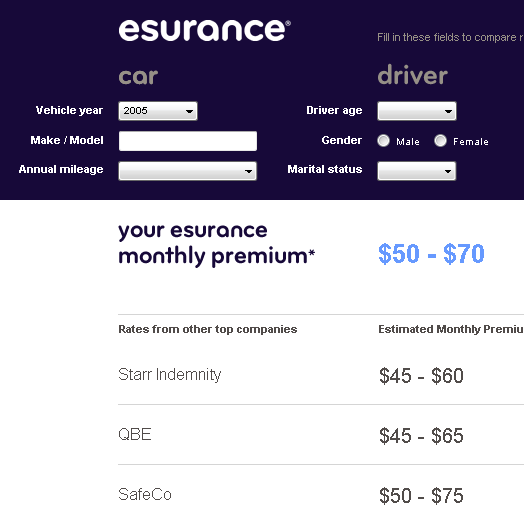 esurance®
Fill in these fields to compare
car
driver
Vehicle year
2005
Driver age
Make / Model
Gender
Male
Female
Annual mileage
Marital status
your esurance
monthly premium*
$50 - $70
Rates from other top companies
Estimated Monthly Premiu
Starr Indemnity
$45 - $60
QBE
$45 - $65
SafeCo
$50 - $75